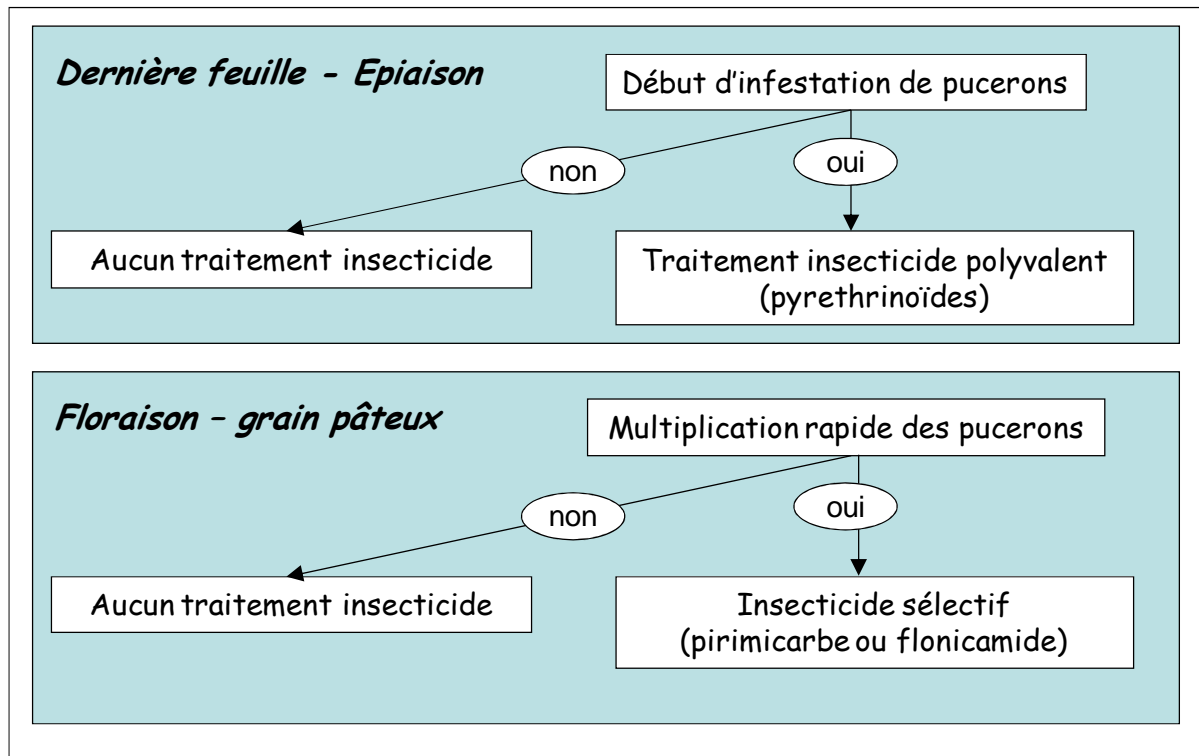 Dernière feuille - Epiaison
Début d'infestation de pucerons
non
oui
Aucun traitement insecticide
Traitement insecticide polyvalent
(pyrethrinoïdes)
Floraison – grain pâteux
Multiplication rapide des pucerons
non
oui
Aucun traitement insecticide
Insecticide sélectif
(pirimicarbe ou flonicamide)